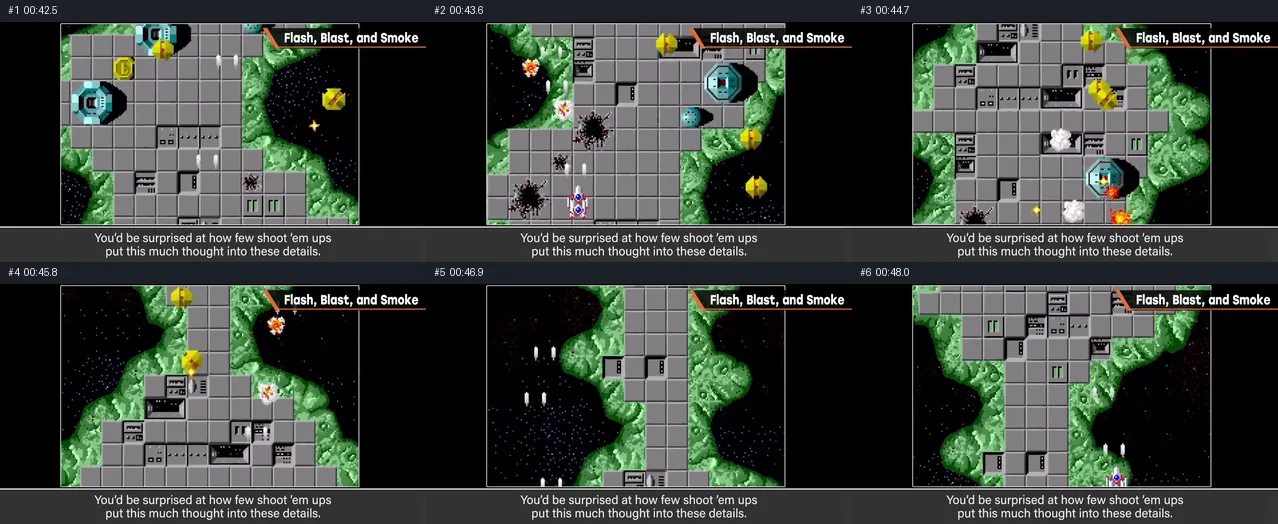 #1 00:42.5
Flash, Blast, and Smoke
You'd be surprised at how few shoot 'em ups
put this much thought into these details.
#2 00:43.6
Flash, Blast, and Smoke
You'd be surprised at how few shoot 'em ups
put this much thought into these details.
#3 00:44.7
Flash, Blast, and Smoke
You'd be surprised at how few shoot 'em ups
put this much thought into these details.
#4 00:45.8
Flash, Blast, and Smoke
You'd be surprised at how few shoot 'em ups
put this much thought into these details.
#5 00:46.9
Flash, Blast, and Smoke
You'd be surprised at how few shoot 'em ups
put this much thought into these details.
#6 00:48.0
Flash, Blast, and Smoke
You'd be surprised at how few shoot 'em ups
put this much thought into these details.